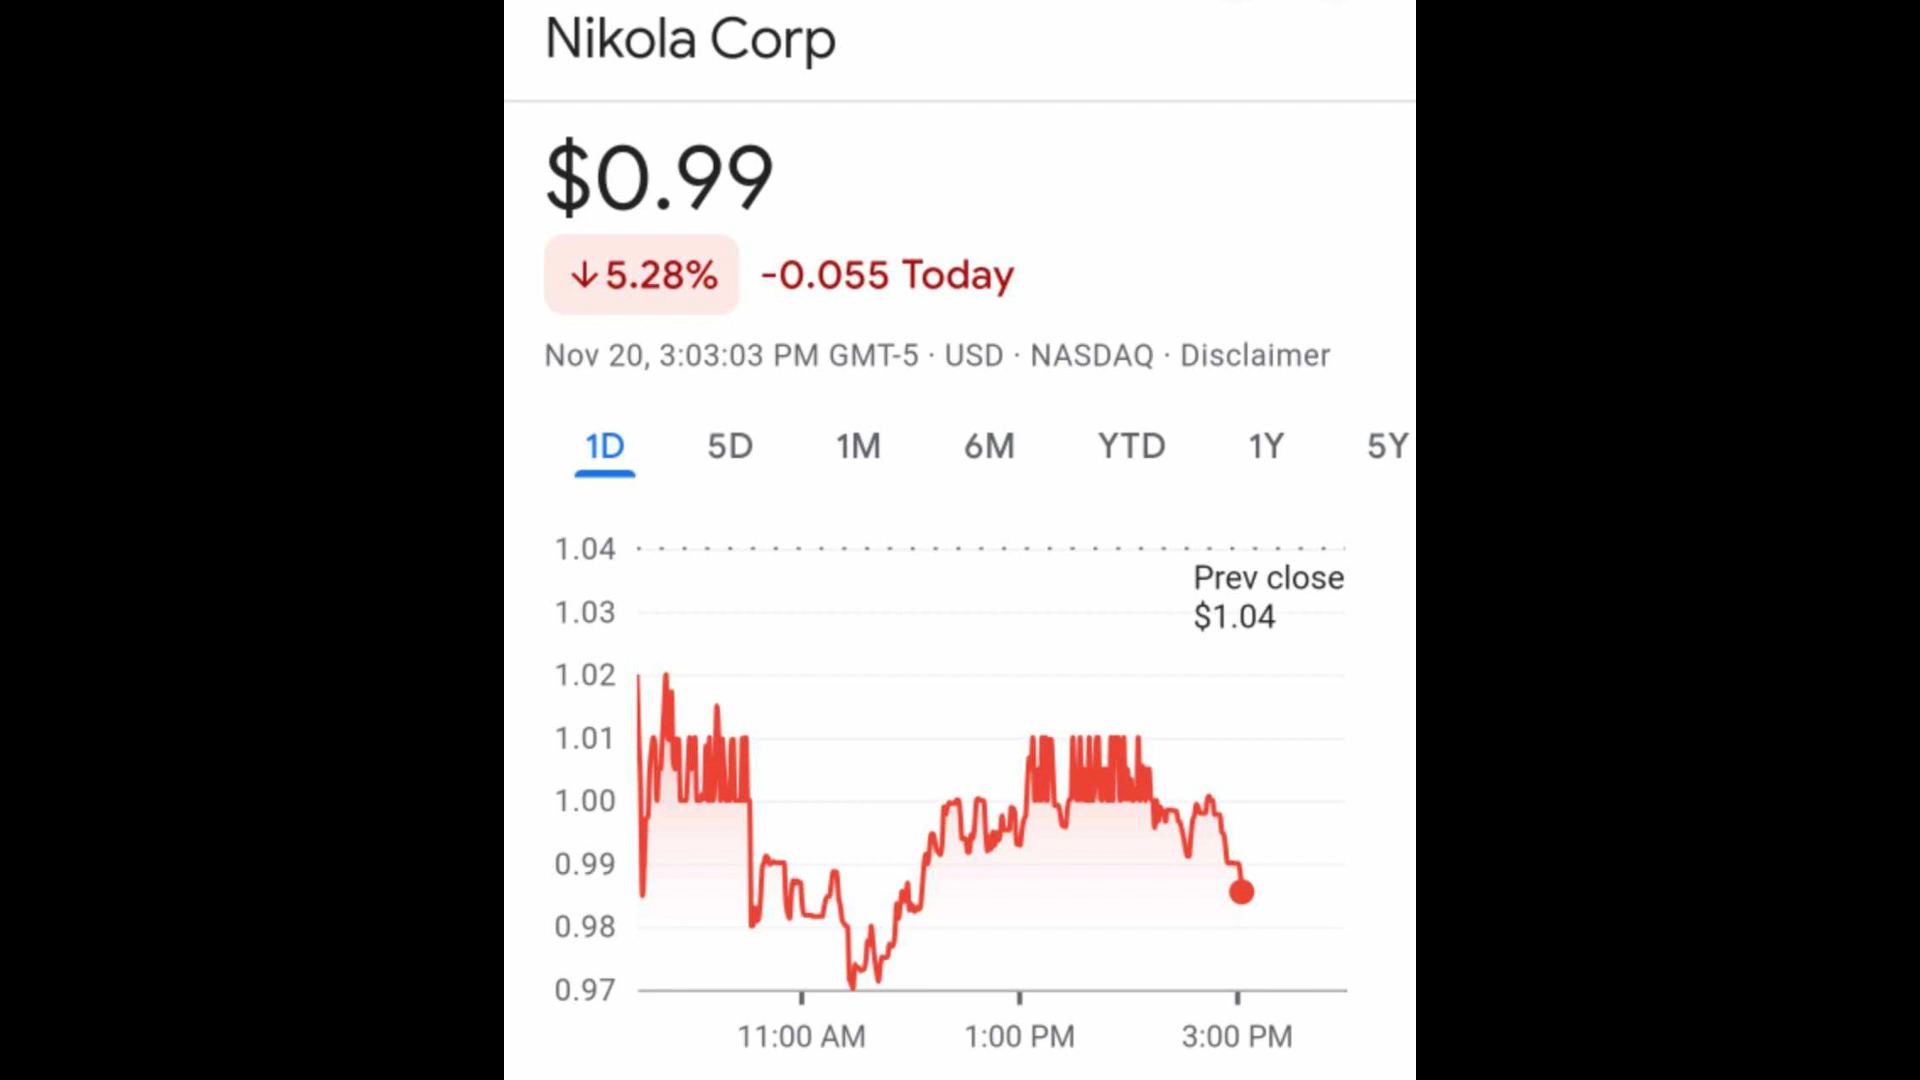 Nikola Corp
$0.99
↓5.28% -0.055 Today
Nov 20, 3:03:03 PM GMT-5 · USD · NASDAQ · Disclaimer
1D 5D 1M 6M YTD 1Y 5Y
1.04
Prev close
$1.04
1.03
1.02
1.01
1.00
0.99
0.98
0.97
11:00 AM 1:00 PM 3:00 PM